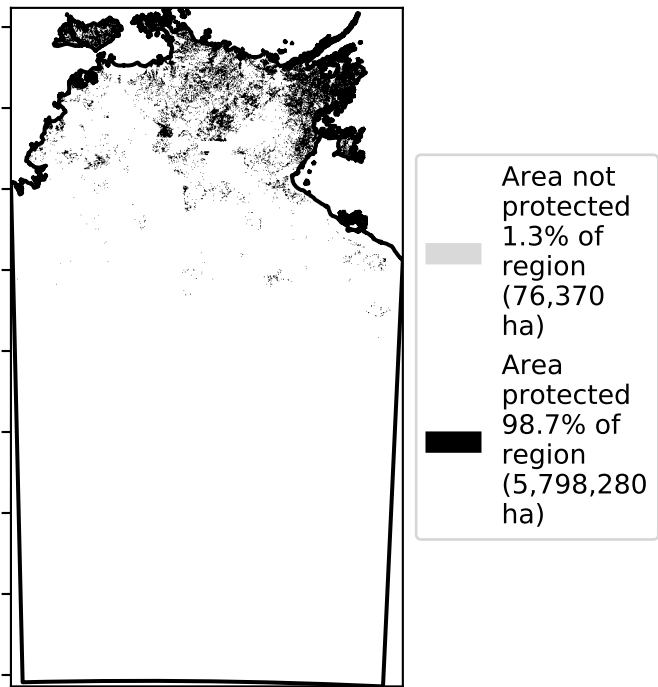 Area not
protected
1.3% of
region
(76,370
ha)
Area
protected
98.7% of
region
(5,798,280
ha)